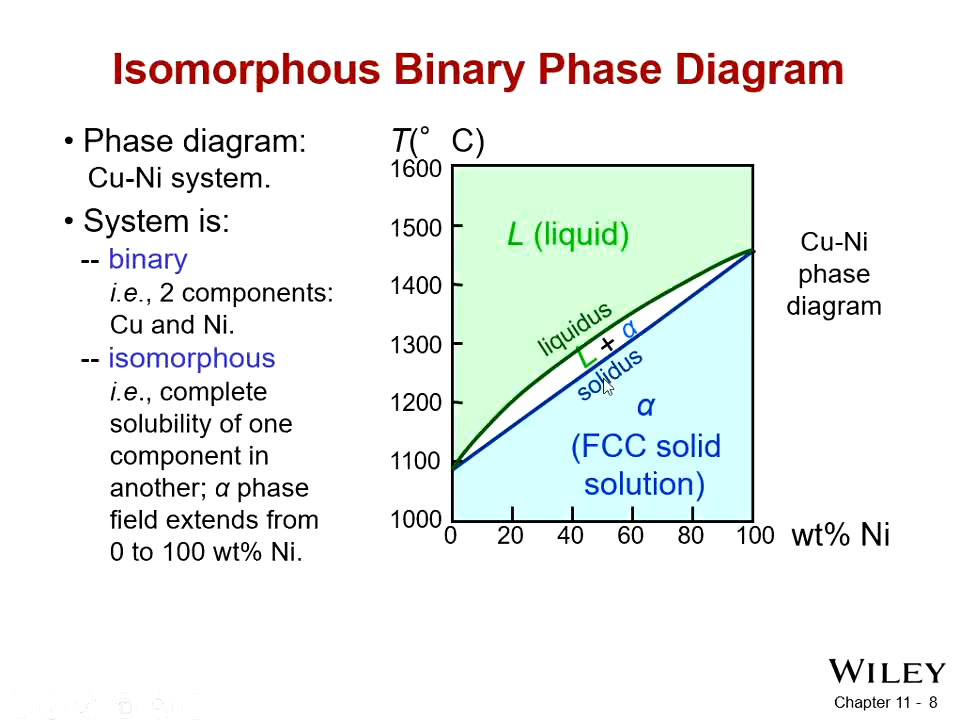 Isomorphous Binary Phase Diagram
• Phase diagram:
Cu-Ni system.
• System is:
-- binary
i.e., 2 components:
Cu and Ni.
-- isomorphous
i.e., complete
solubility of one
component in
another; α phase
field extends from
0 to 100 wt% Ni.
T(° C)
1600
1500
1400
1300
1200
1100
1000
0 20 40 60 80 100 wt% Ni
L (liquid)
liquidus
L + α
solidus
α
(FCC solid
solution)
Cu-Ni
phase
diagram
WILEY
Chapter 11 - 8